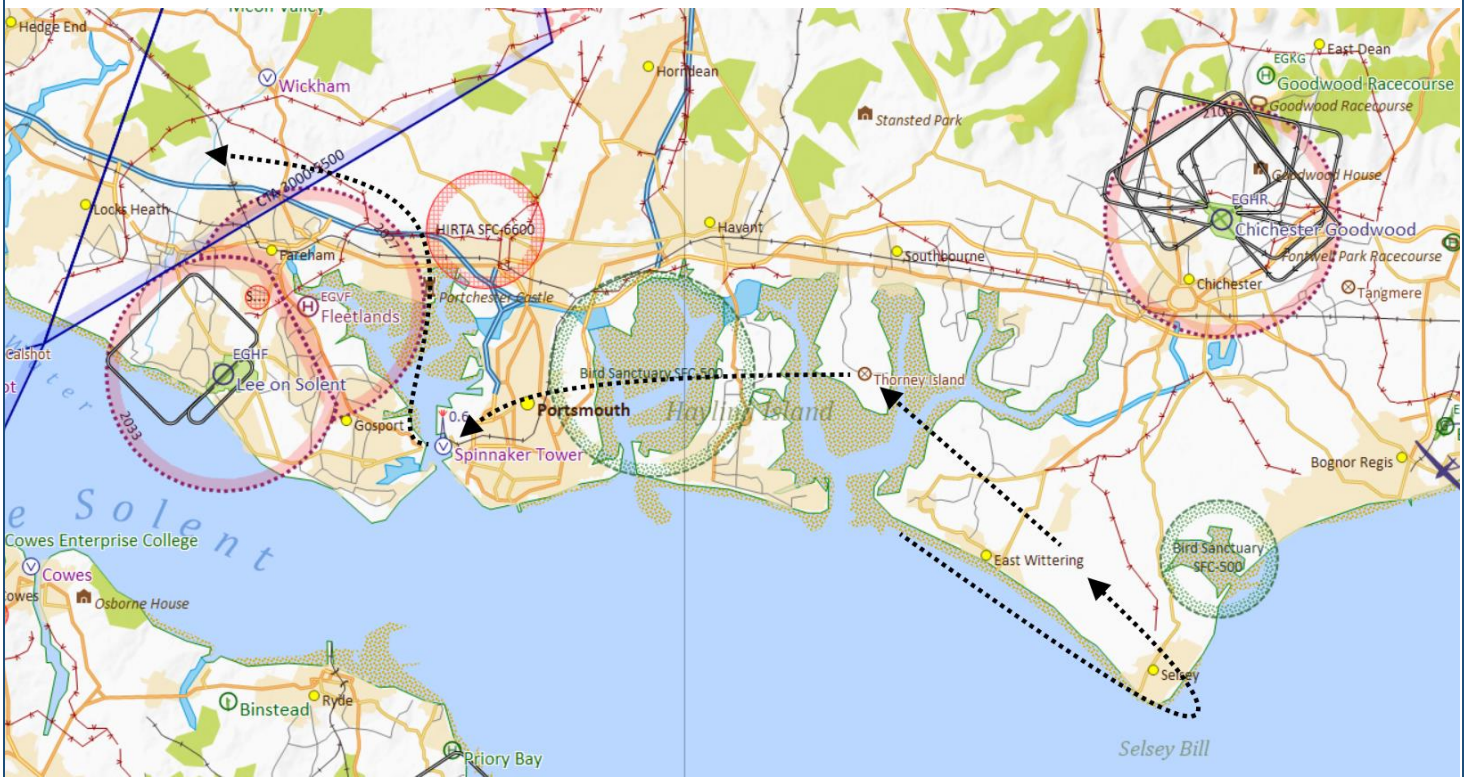 Meon Valley
Hedge End
East Dean
EGKG
Goodwood Racecourse
Goodwood Racecourse
Horndean
Wickham
Stansted Park
Goodwood House
CTA 2000-5500
Locks Heath
EGHR
Chichester Goodwood
HIRTA SFC-6600
Havant
2027
Fareham
Southbourne
Fontwell Park Racecourse
Chichester
Tangmere
S...
EGVF
Fleetlands
Portchester Castle
Calshot
EGHF
Lee on Solent
Bird Sanctuary SFC-500
Thorney Island
Portsmouth
Hayling Island
2033
Gosport
0.6
Spinnaker Tower
Bognor Regis
e Solent
Cowes Enterprise College
Cowes
East Wittering
Bird Sanctuary
SFC-500
Osborne House
Selsey
Ryde
Binstead
Selsey Bill
Priory Bay